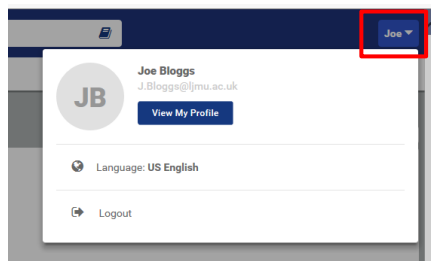 Joe
JB
Joe Bloggs
J.Bloggs@ljmu.ac.uk
View My Profile
Language: US English
Logout